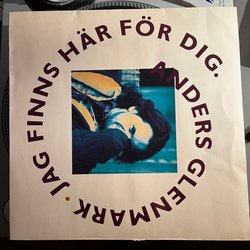 JAG FINNS HÄR FÖR DIG.
ANDERS GLENMARK.